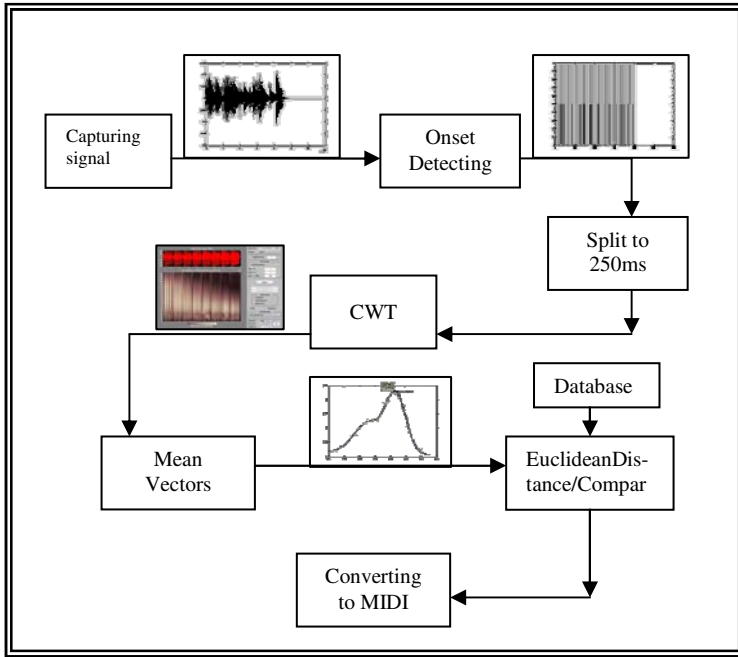 Capturing
signal
Onset
Detecting
Split to
250ms
CWT
Database
Mean
Vectors
EuclideanDis-
tance/Compar
Converting
to MIDI